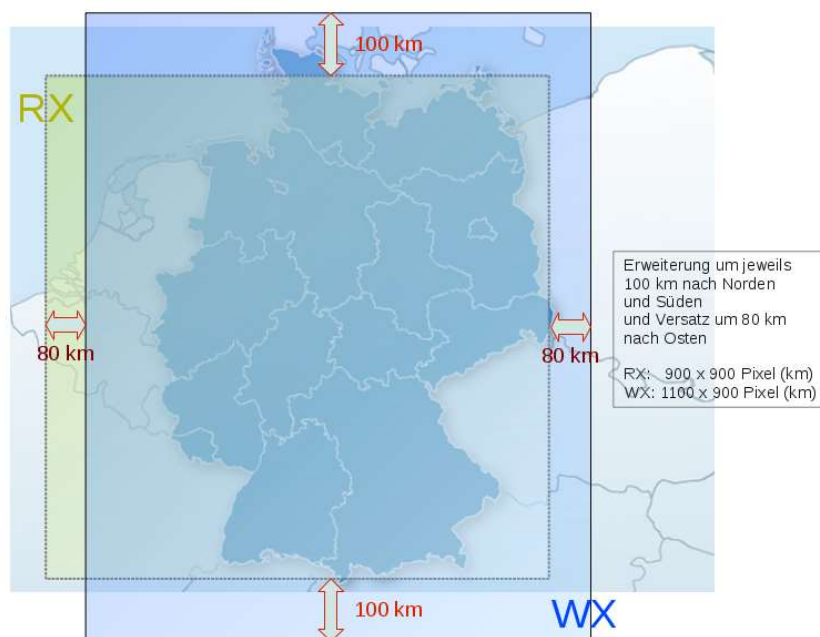 100 km
RX
Erweiterung um jeweils
100 km nach Norden
und Süden
und Versatz um 80 km
nach Osten
RX: 900 x 900 Pixel (km)
WX: 1100 x 900 Pixel (km)
80 km
80 km
100 km
WX